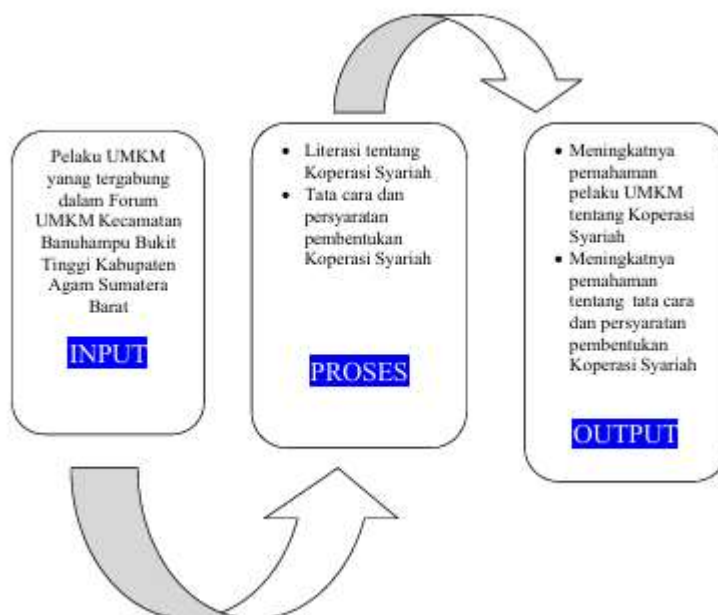 Pelaku UMKM
yanag tergabung
dalam Forum
UMKM Kecamatan
Banuhampu Bukit
Tinggi Kabupaten
Agam Sumatera
Barat
INPUT
• Literasi tentang
Koperasi Syariah
• Tata cara dan
persyaratan
pembentukan
Koperasi Syariah
PROSES
• Meningkatnya
pemahaman
pelaku UMKM
tentang Koperasi
Syariah
• Meningkatnya
pemahaman
tentang tata cara
dan persyaratan
pembentukan
Koperasi Syariah
OUTPUT